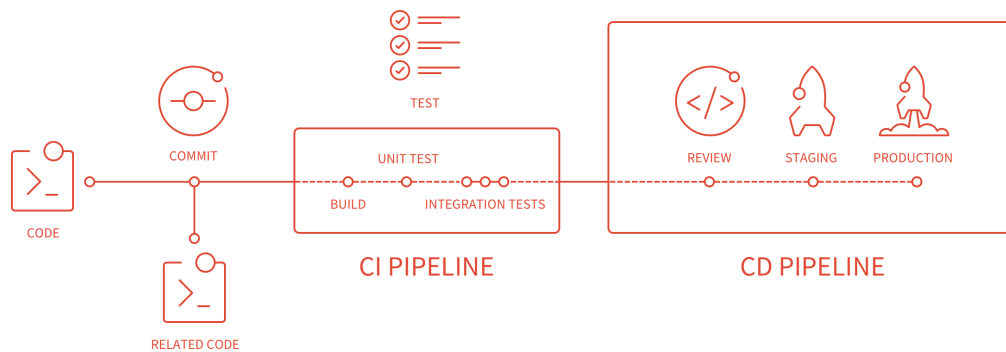 TEST
COMMIT
UNIT TEST
REVIEW
STAGING
PRODUCTION
BUILD
INTEGRATION TESTS
CODE
CI PIPELINE
CD PIPELINE
RELATED CODE